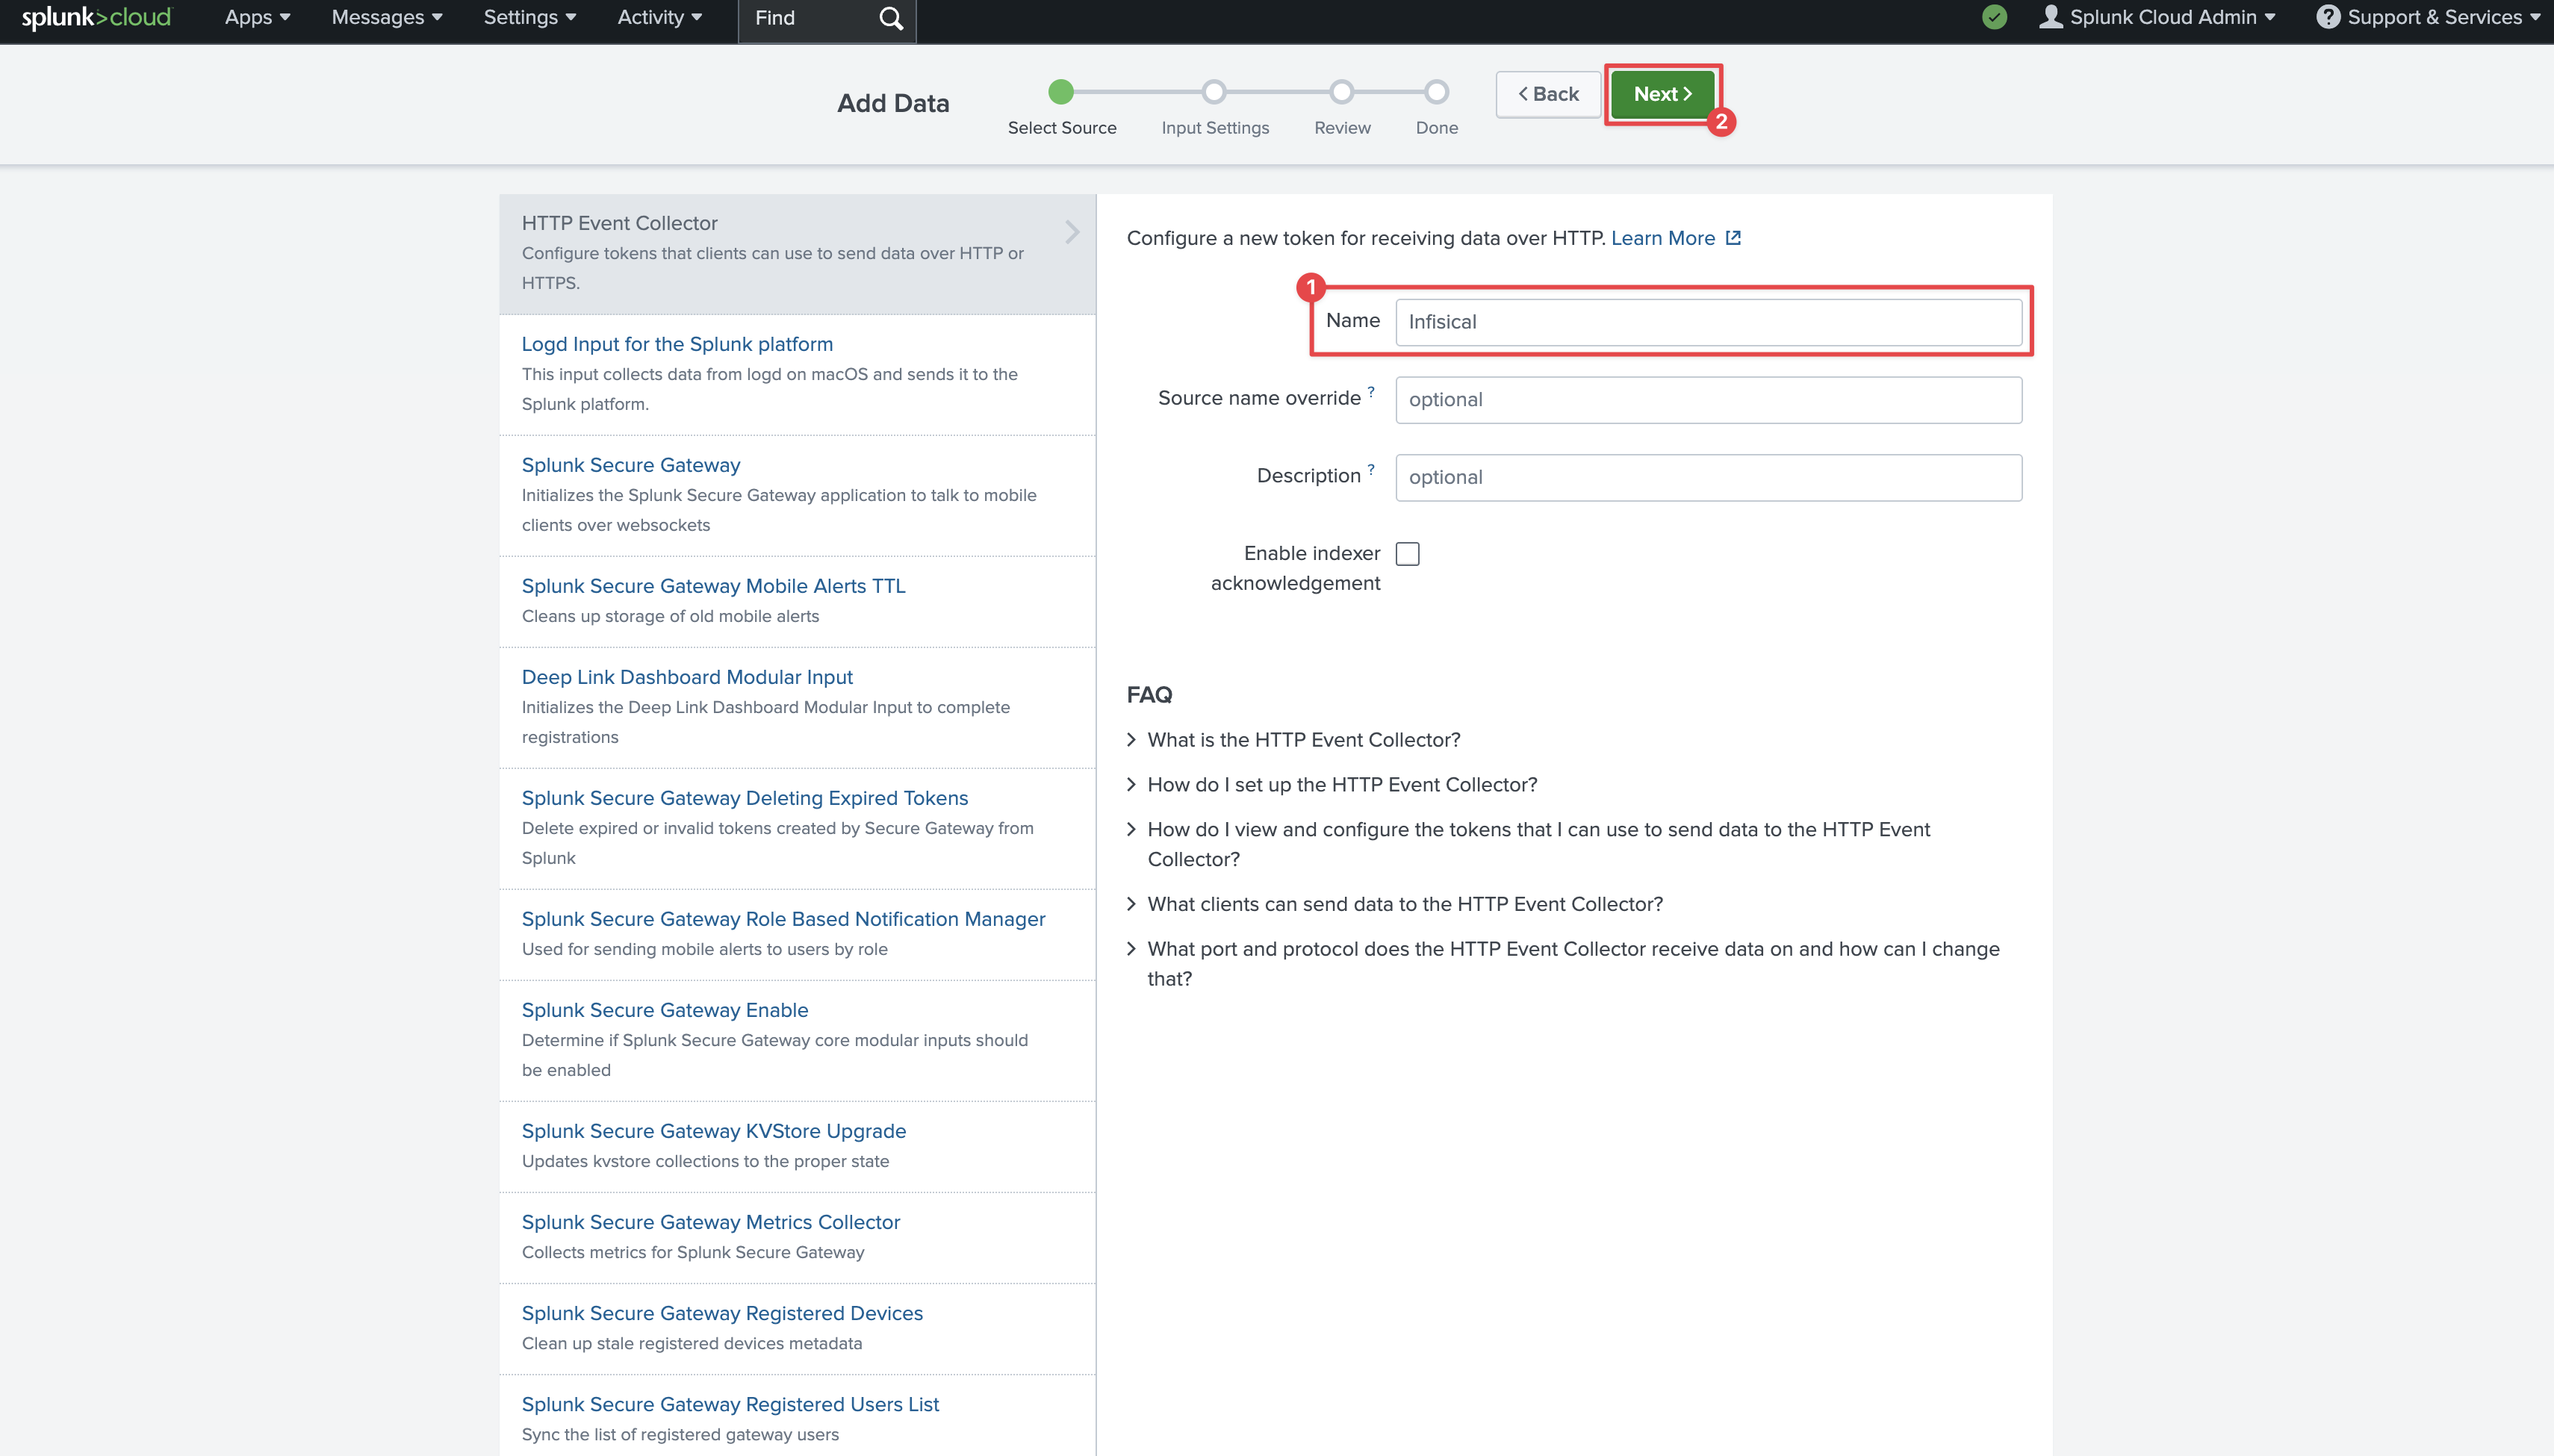 splunk>cloud Apps Messages Settings Activity Find Splunk Cloud Admin ? Support & Services
Add Data
Select Source Input Settings Review Done
Back Next 2
HTTP Event Collector
Configure tokens that clients can use to send data over HTTP or
HTTPS.
Logd Input for the Splunk platform
This input collects data from logd on macOS and sends it to the
Splunk platform.
Splunk Secure Gateway
Initializes the Splunk Secure Gateway application to talk to mobile
clients over websockets
Splunk Secure Gateway Mobile Alerts TTL
Cleans up storage of old mobile alerts
Deep Link Dashboard Modular Input
Initializes the Deep Link Dashboard Modular Input to complete
registrations
Splunk Secure Gateway Deleting Expired Tokens
Delete expired or invalid tokens created by Secure Gateway from
Splunk
Splunk Secure Gateway Role Based Notification Manager
Used for sending mobile alerts to users by role
Splunk Secure Gateway Enable
Determine if Splunk Secure Gateway core modular inputs should
be enabled
Splunk Secure Gateway KVStore Upgrade
Updates kvstore collections to the proper state
Splunk Secure Gateway Metrics Collector
Collects metrics for Splunk Secure Gateway
Splunk Secure Gateway Registered Devices
Clean up stale registered devices metadata
Splunk Secure Gateway Registered Users List
Sync the list of registered gateway users
Configure a new token for receiving data over HTTP. Learn More
1
Name Infisical
Source name override ? optional
Description ? optional
Enable indexer
acknowledgement
FAQ
What is the HTTP Event Collector?
How do I set up the HTTP Event Collector?
How do I view and configure the tokens that I can use to send data to the HTTP Event
Collector?
What clients can send data to the HTTP Event Collector?
What port and protocol does the HTTP Event Collector receive data on and how can I change
that?